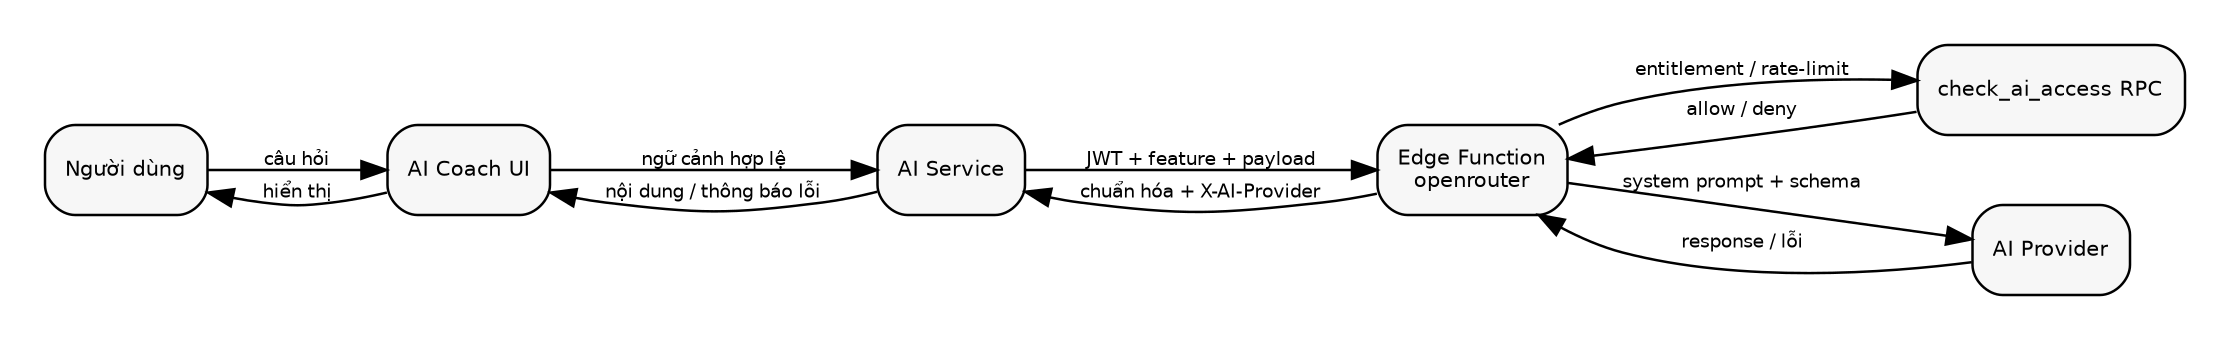 Người dùng
câu hỏi
hiển thị
AI Coach UI
ngữ cảnh hợp lệ
nội dung / thông báo lỗi
AI Service
JWT + feature + payload
chuẩn hóa + X-AI-Provider
Edge Function
openrouter
entitlement / rate-limit
allow / deny
check_ai_access RPC
system prompt + schema
response / lỗi
AI Provider